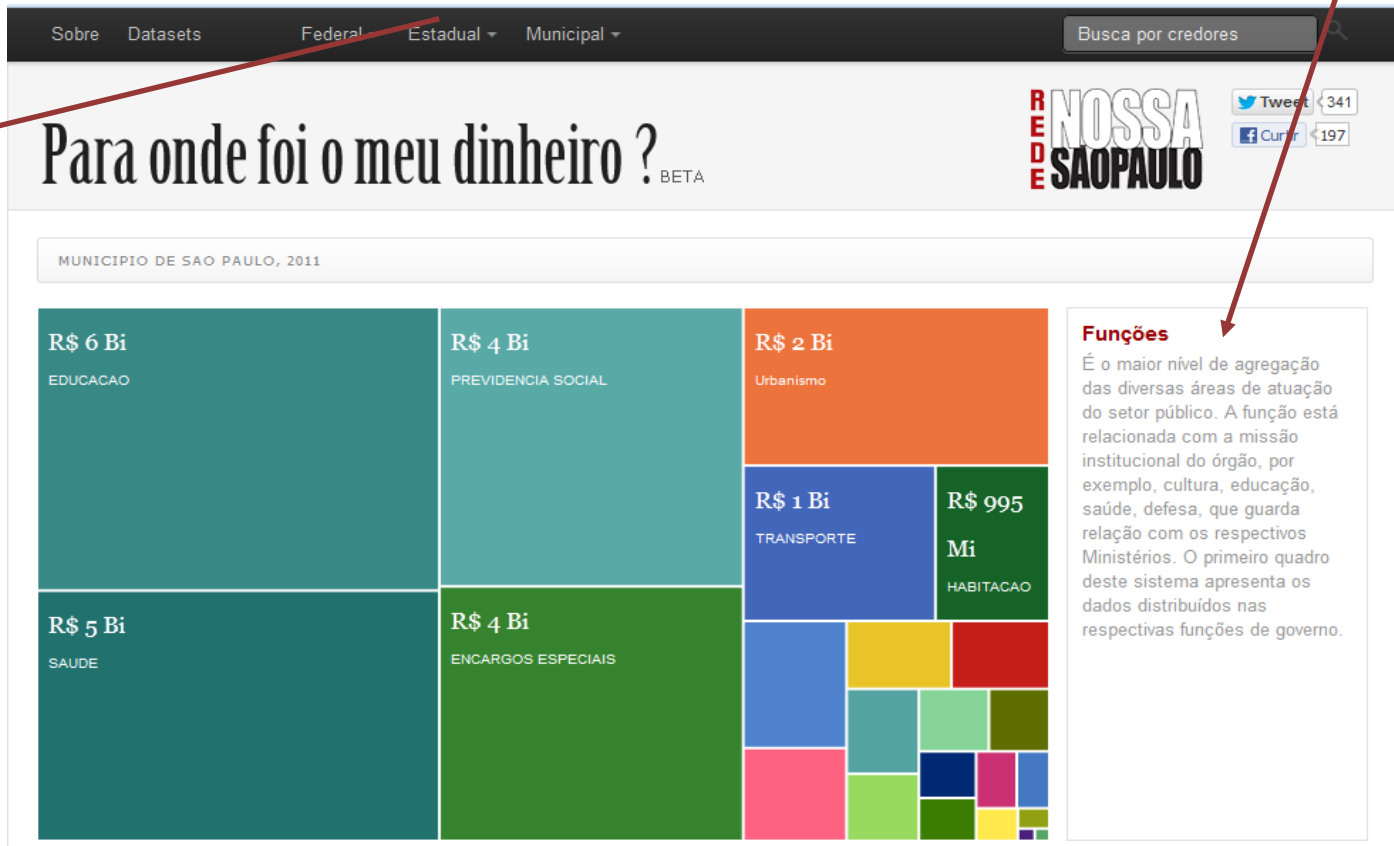 Sobre Datasets Federal Estadual Municipal Busca por credores
Para onde foi o meu dinheiro ? BETA
REDE NOSSA SAOPAULO
Tweet 341
Curtir 197
MUNICIPIO DE SAO PAULO, 2011
R$ 6 Bi
EDUCACAO
R$ 5 Bi
SAUDE
R$ 4 Bi
PREVIDENCIA SOCIAL
R$ 4 Bi
ENCARGOS ESPECIAIS
R$ 2 Bi
Urbanismo
R$ 1 Bi
TRANSPORTE
R$ 995
Mi
HABITACAO
Funções
É o maior nível de agregação
das diversas áreas de atuação
do setor público. A função está
relacionada com a missão
institucional do órgão, por
exemplo, cultura, educação,
saúde, defesa, que guarda
relação com os respectivos
Ministérios. O primeiro quadro
deste sistema apresenta os
dados distribuídos nas
respectivas funções de governo.